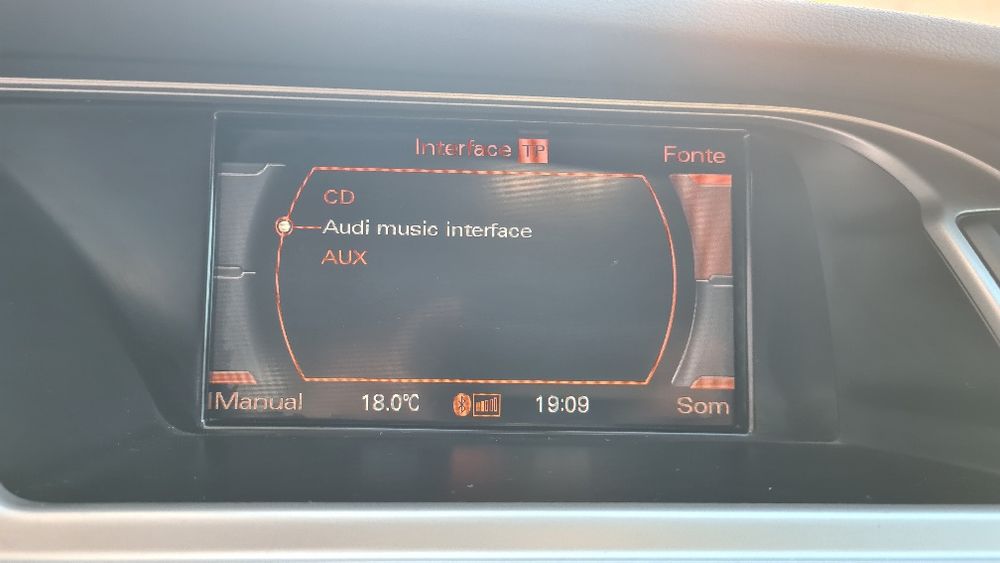 Interface TP
Fonte
CD
Audi music interface
AUX
Manual 18.0°C 19:09 Som